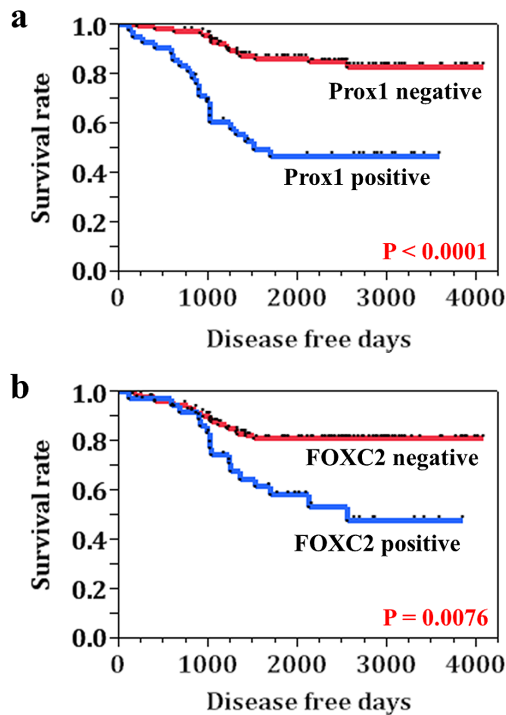 a
1.0
0.8
0.6
0.4
0.2
0.0
Survival rate
Prox1 negative
Prox1 positive
P < 0.0001
0 1000 2000 3000 4000
Disease free days
b
1.0
0.8
0.6
0.4
0.2
0.0
Survival rate
FOXC2 negative
FOXC2 positive
P = 0.0076
0 1000 2000 3000 4000
Disease free days